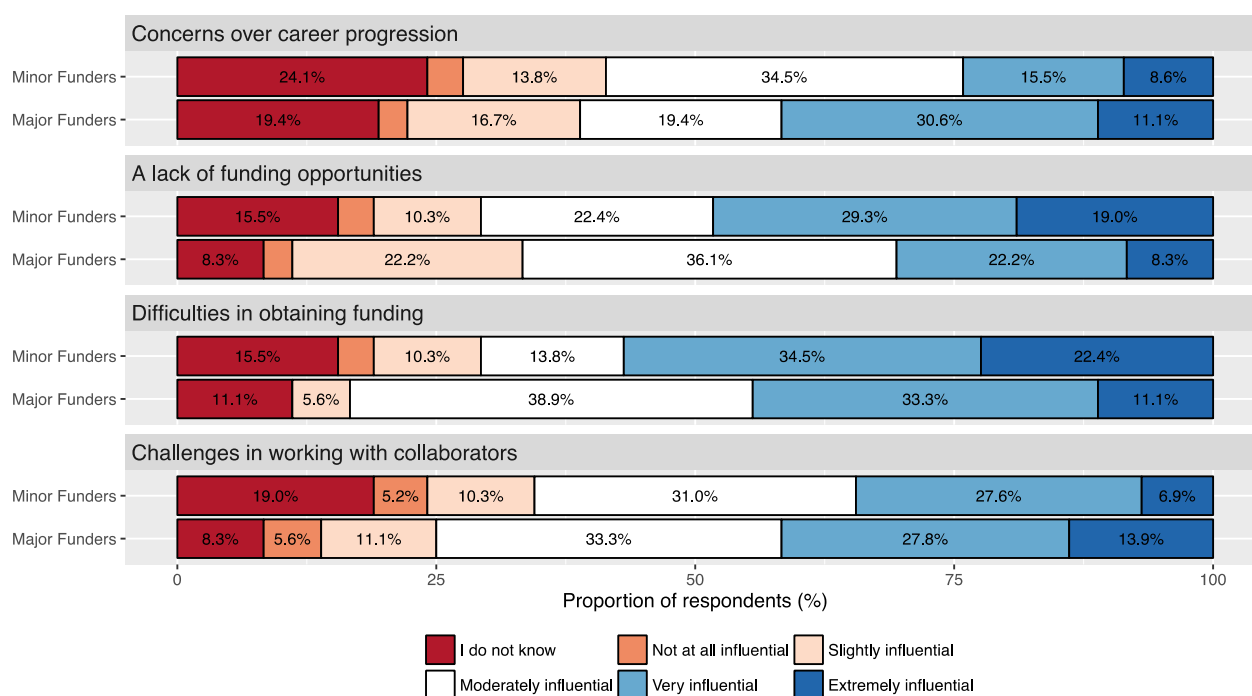 Concerns over career progression
Minor Funders 24.1% 13.8% 34.5% 15.5% 8.6%
Major Funders 19.4% 16.7% 19.4% 30.6% 11.1%
A lack of funding opportunities
Minor Funders 15.5% 10.3% 22.4% 29.3% 19.0%
Major Funders 8.3% 22.2% 36.1% 22.2% 8.3%
Difficulties in obtaining funding
Minor Funders 15.5% 10.3% 13.8% 34.5% 22.4%
Major Funders 11.1% 5.6% 38.9% 33.3% 11.1%
Challenges in working with collaborators
Minor Funders 19.0% 5.2% 10.3% 31.0% 27.6% 6.9%
Major Funders 8.3% 5.6% 11.1% 33.3% 27.8% 13.9%
0 25 50 75 100
Proportion of respondents (%)
I do not know Not at all influential Slightly influential
Moderately influential Very influential Extremely influential